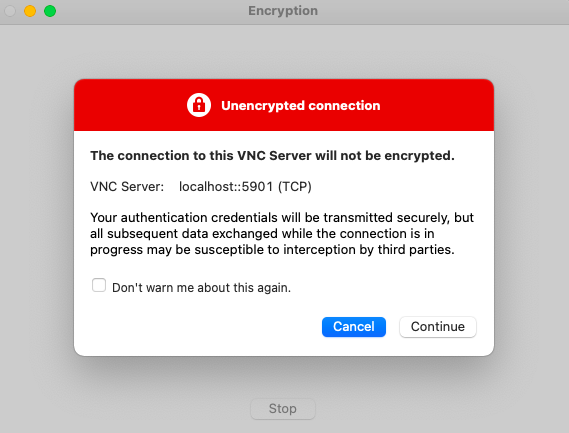 Encryption
Unencrypted connection
The connection to this VNC Server will not be encrypted.
VNC Server: localhost::5901 (TCP)
Your authentication credentials will be transmitted securely, but
all subsequent data exchanged while the connection is in
progress may be susceptible to interception by third parties.
Don't warn me about this again.
Cancel Continue
Stop